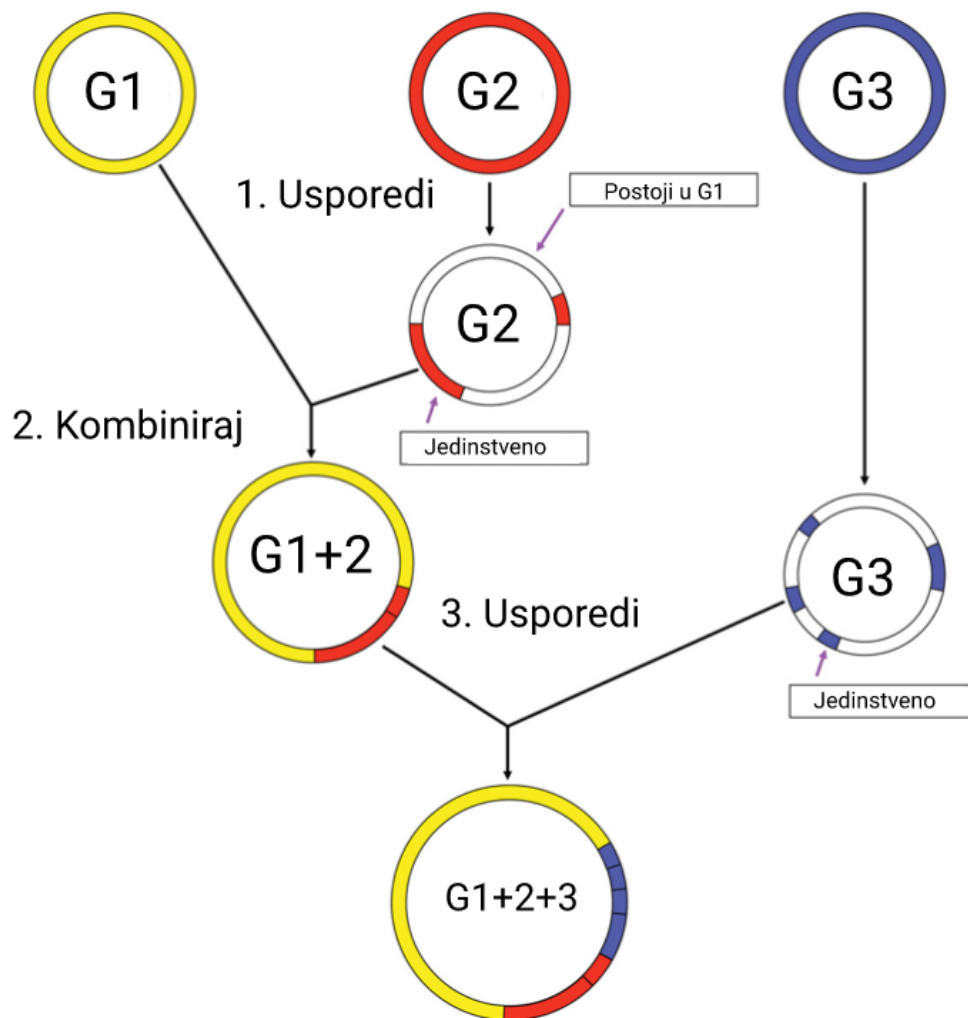 G1
G2
G3
1. Usporedi
Postoji u G1
G2
2. Kombiniraj
Jedinstveno
G1+2
3. Usporedi
G3
Jedinstveno
G1+2+3